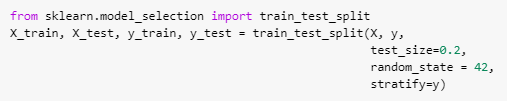 from sklearn.model_selection import train_test_split
X_train, X_test, y_train, y_test = train_test_split(X, y,
test_size=0.2,
random_state = 42,
stratify=y)